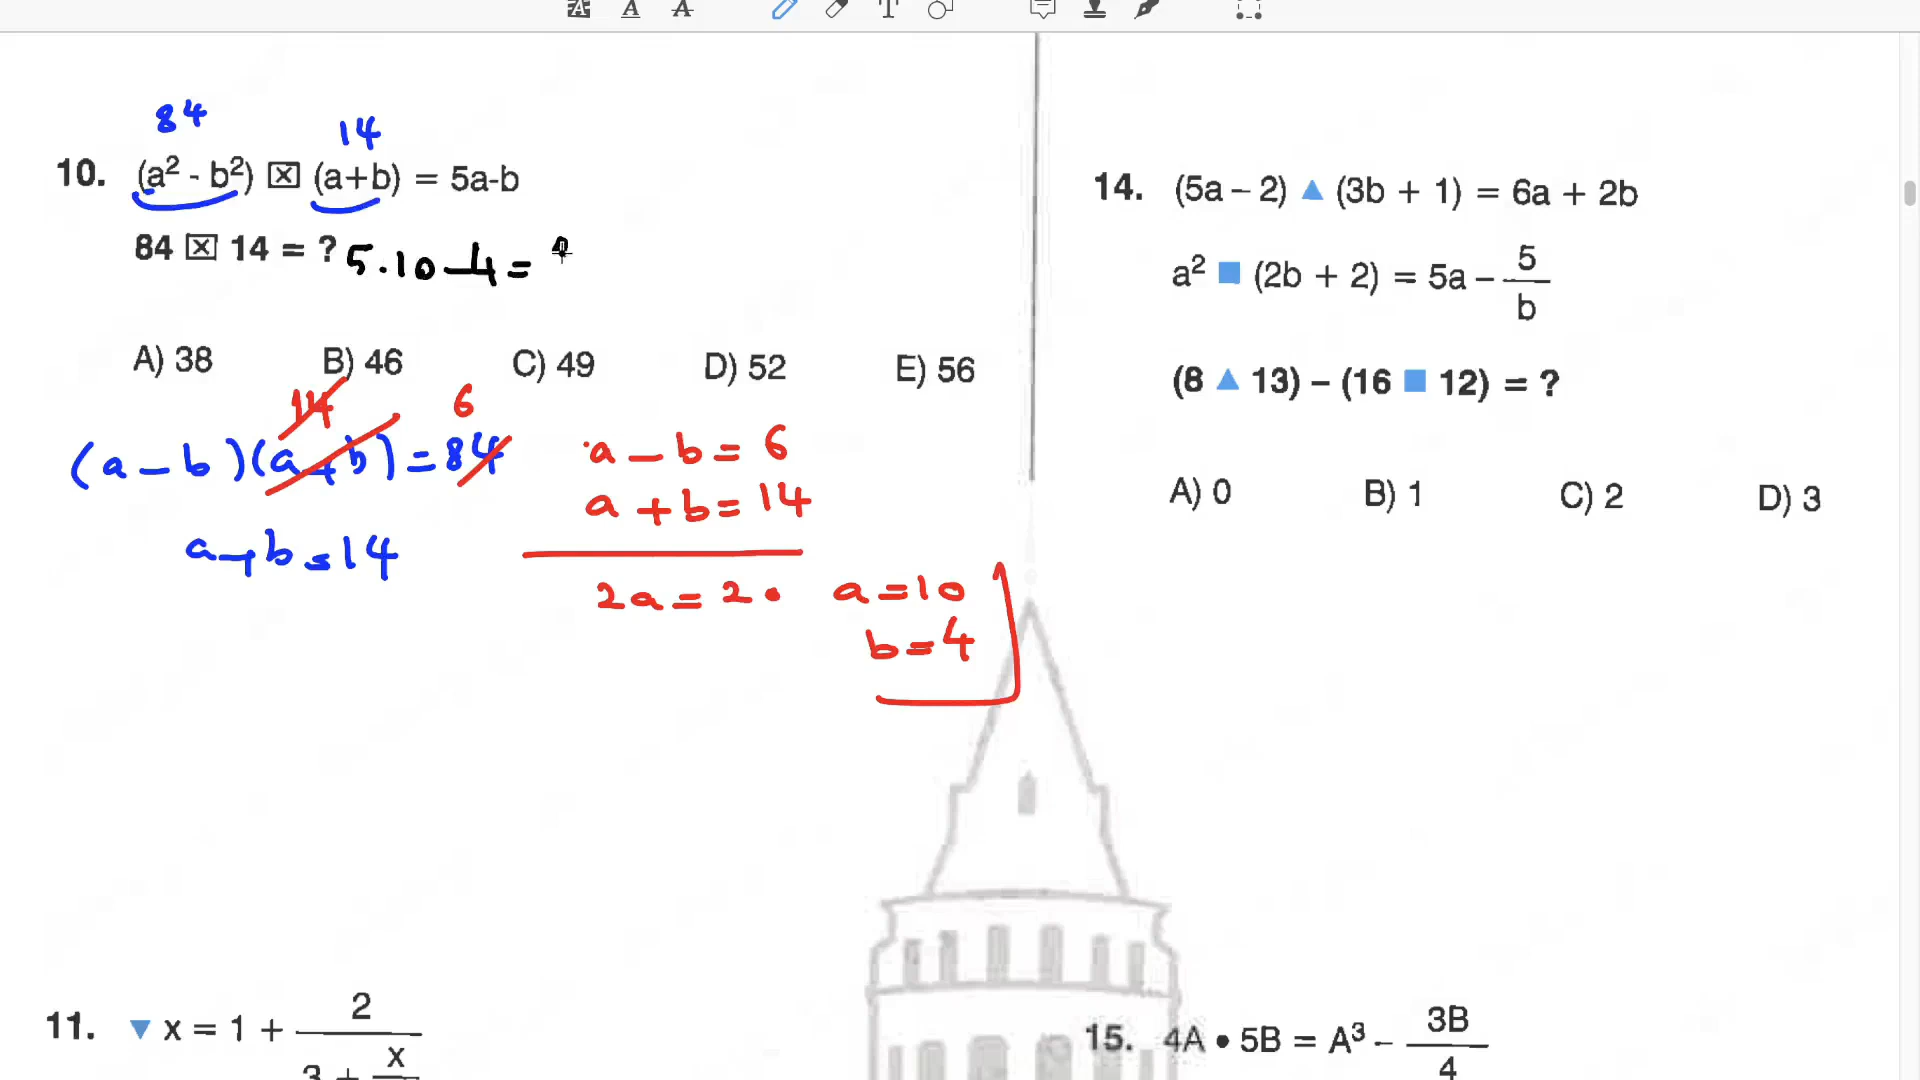 84
14
10. (a² - b²) ⊠ (a+b) = 5a-b
84 ⊠ 14 = ? 5.10-4=
A) 38 B) 46 C) 49 D) 52 E) 56
14 6
(a-b)(a+b)=84
a+b=14
a-b=6
a+b=14
2a=20 a=10
b=4
11. ▼ x = 1 + 2
3 + x
14. (5a – 2) ▲ (3b + 1) = 6a + 2b
a² ■ (2b + 2) = 5a – 5/b
(8 ▲ 13) – (16 ■ 12) = ?
A) 0 B) 1 C) 2 D) 3
15. 4A • 5B = A³ – 3B/4